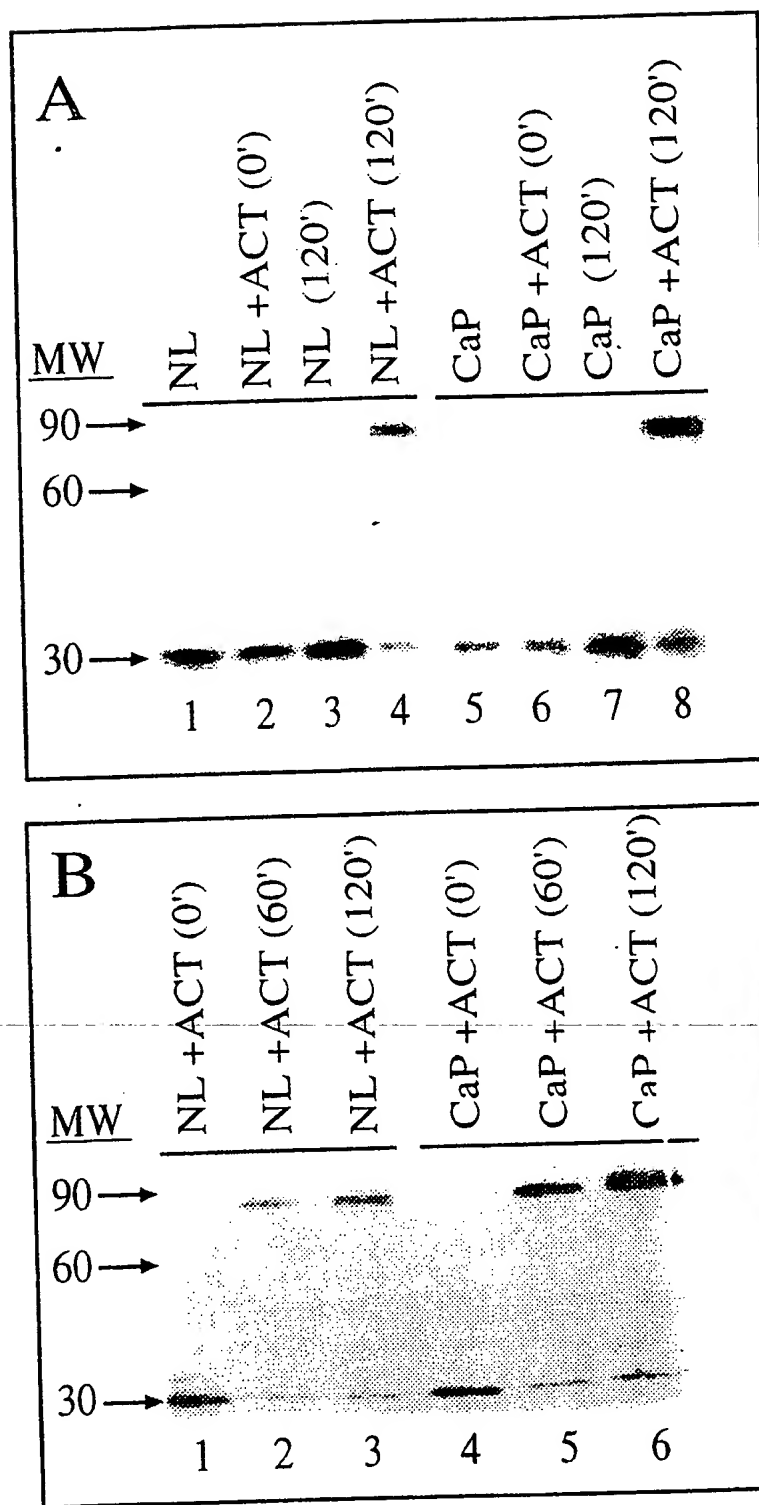 A
NL
NL +ACT (0')
NL (120')
NL +ACT (120')
CaP
CaP +ACT (0')
CaP (120')
CaP +ACT (120')
MW
90
60
30
1 2 3 4 5 6 7 8
B
NL +ACT (0')
NL +ACT (60')
NL +ACT (120')
CaP +ACT (0')
CaP +ACT (60')
CaP +ACT (120')
MW
90
60
30
1 2 3 4 5 6